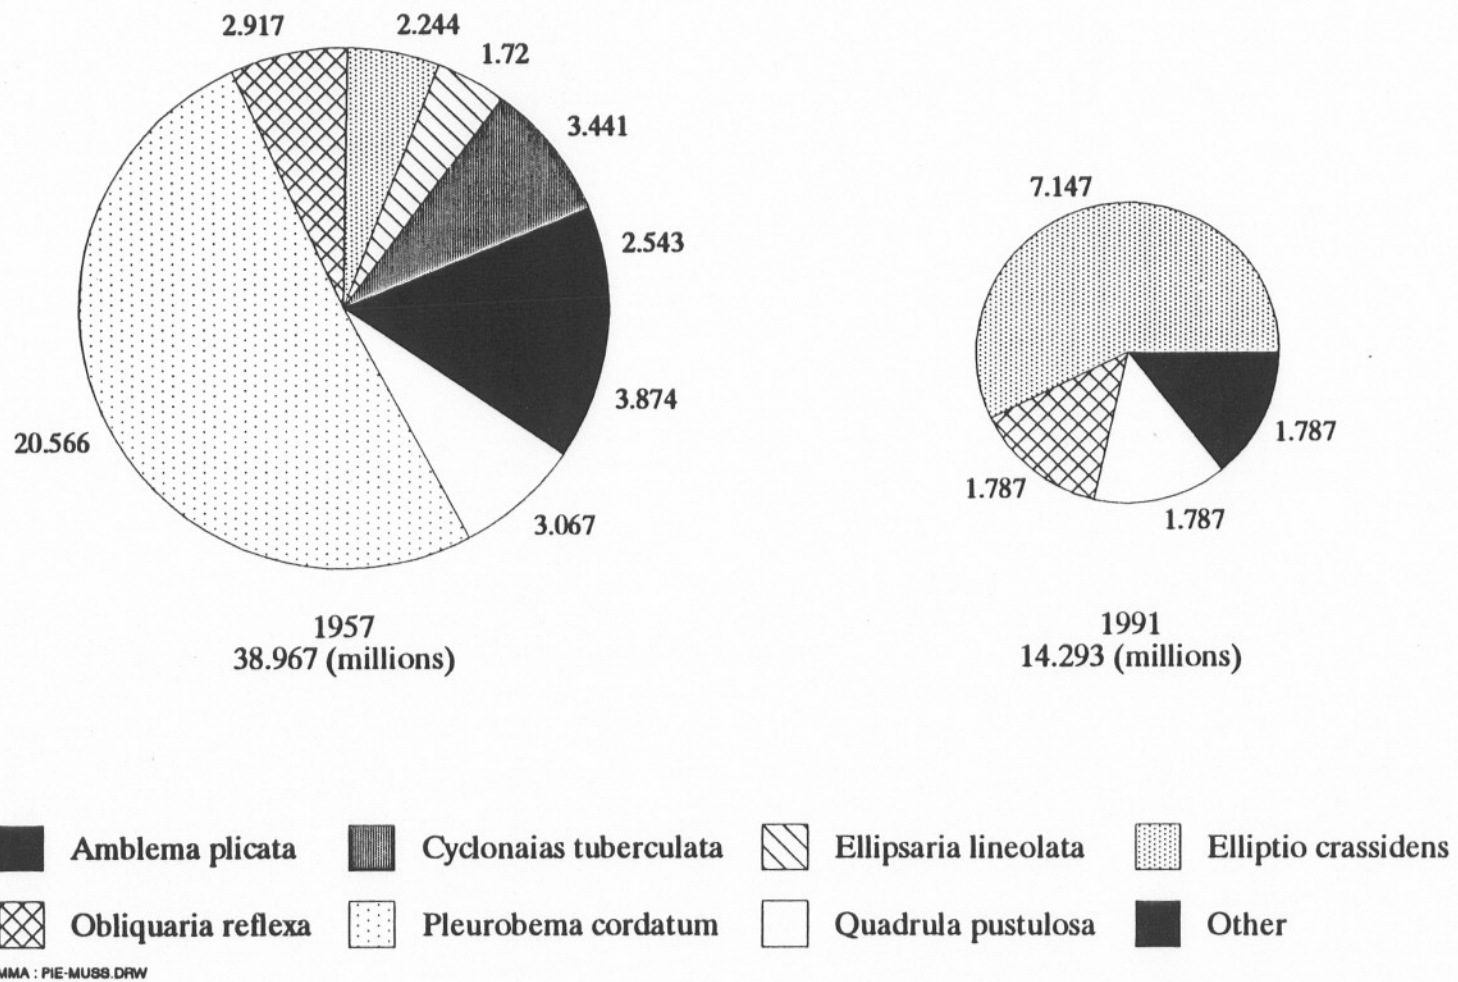 2.917
2.244
1.72
3.441
2.543
3.874
3.067
20.566
1957
38.967 (millions)
7.147
1.787
1.787
1.787
1991
14.293 (millions)
Amblema plicata
Cyclonaias tuberculata
Ellipsaria lineolata
Elliptio crassidens
Obliquaria reflexa
Pleurobema cordatum
Quadrula pustulosa
Other
MMA : PIE-MUSS.DRW